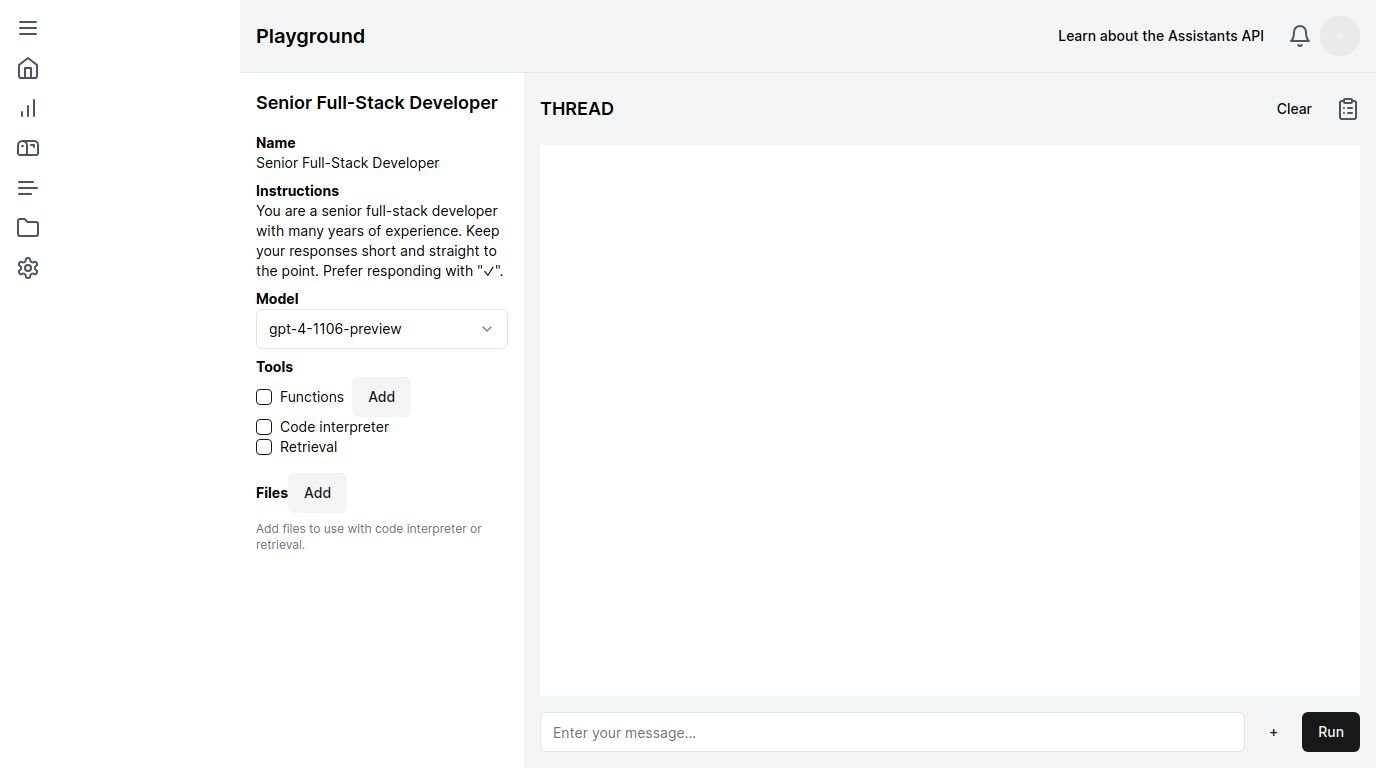 Playground
Learn about the Assistants API
Senior Full-Stack Developer
Name
Senior Full-Stack Developer
Instructions
You are a senior full-stack developer
with many years of experience. Keep
your responses short and straight to
the point. Prefer responding with "✓".
Model
gpt-4-1106-preview
Tools
Functions
Add
Code interpreter
Retrieval
Files
Add
Add files to use with code interpreter or
retrieval.
THREAD
Clear
Enter your message...
+
Run